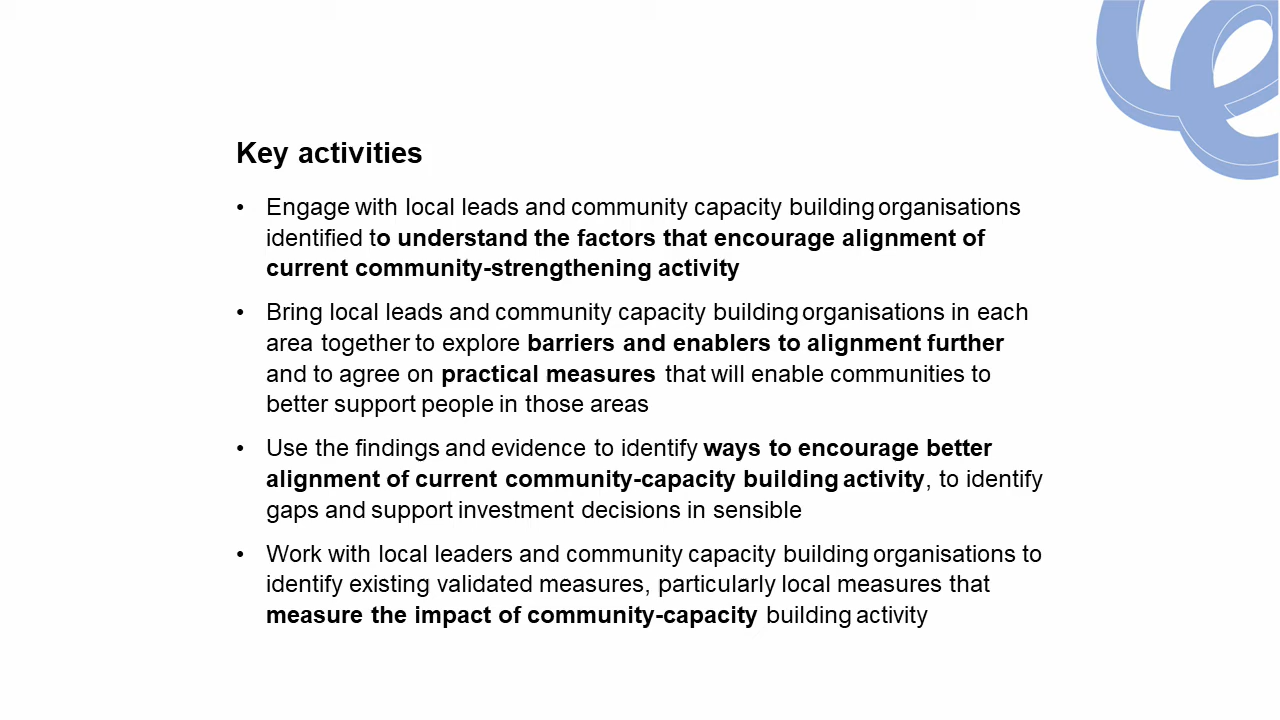 Key activities
• Engage with local leads and community capacity building organisations
identified to understand the factors that encourage alignment of
current community-strengthening activity
• Bring local leads and community capacity building organisations in each
area together to explore barriers and enablers to alignment further
and to agree on practical measures that will enable communities to
better support people in those areas
• Use the findings and evidence to identify ways to encourage better
alignment of current community-capacity building activity, to identify
gaps and support investment decisions in sensible
• Work with local leaders and community capacity building organisations to
identify existing validated measures, particularly local measures that
measure the impact of community-capacity building activity